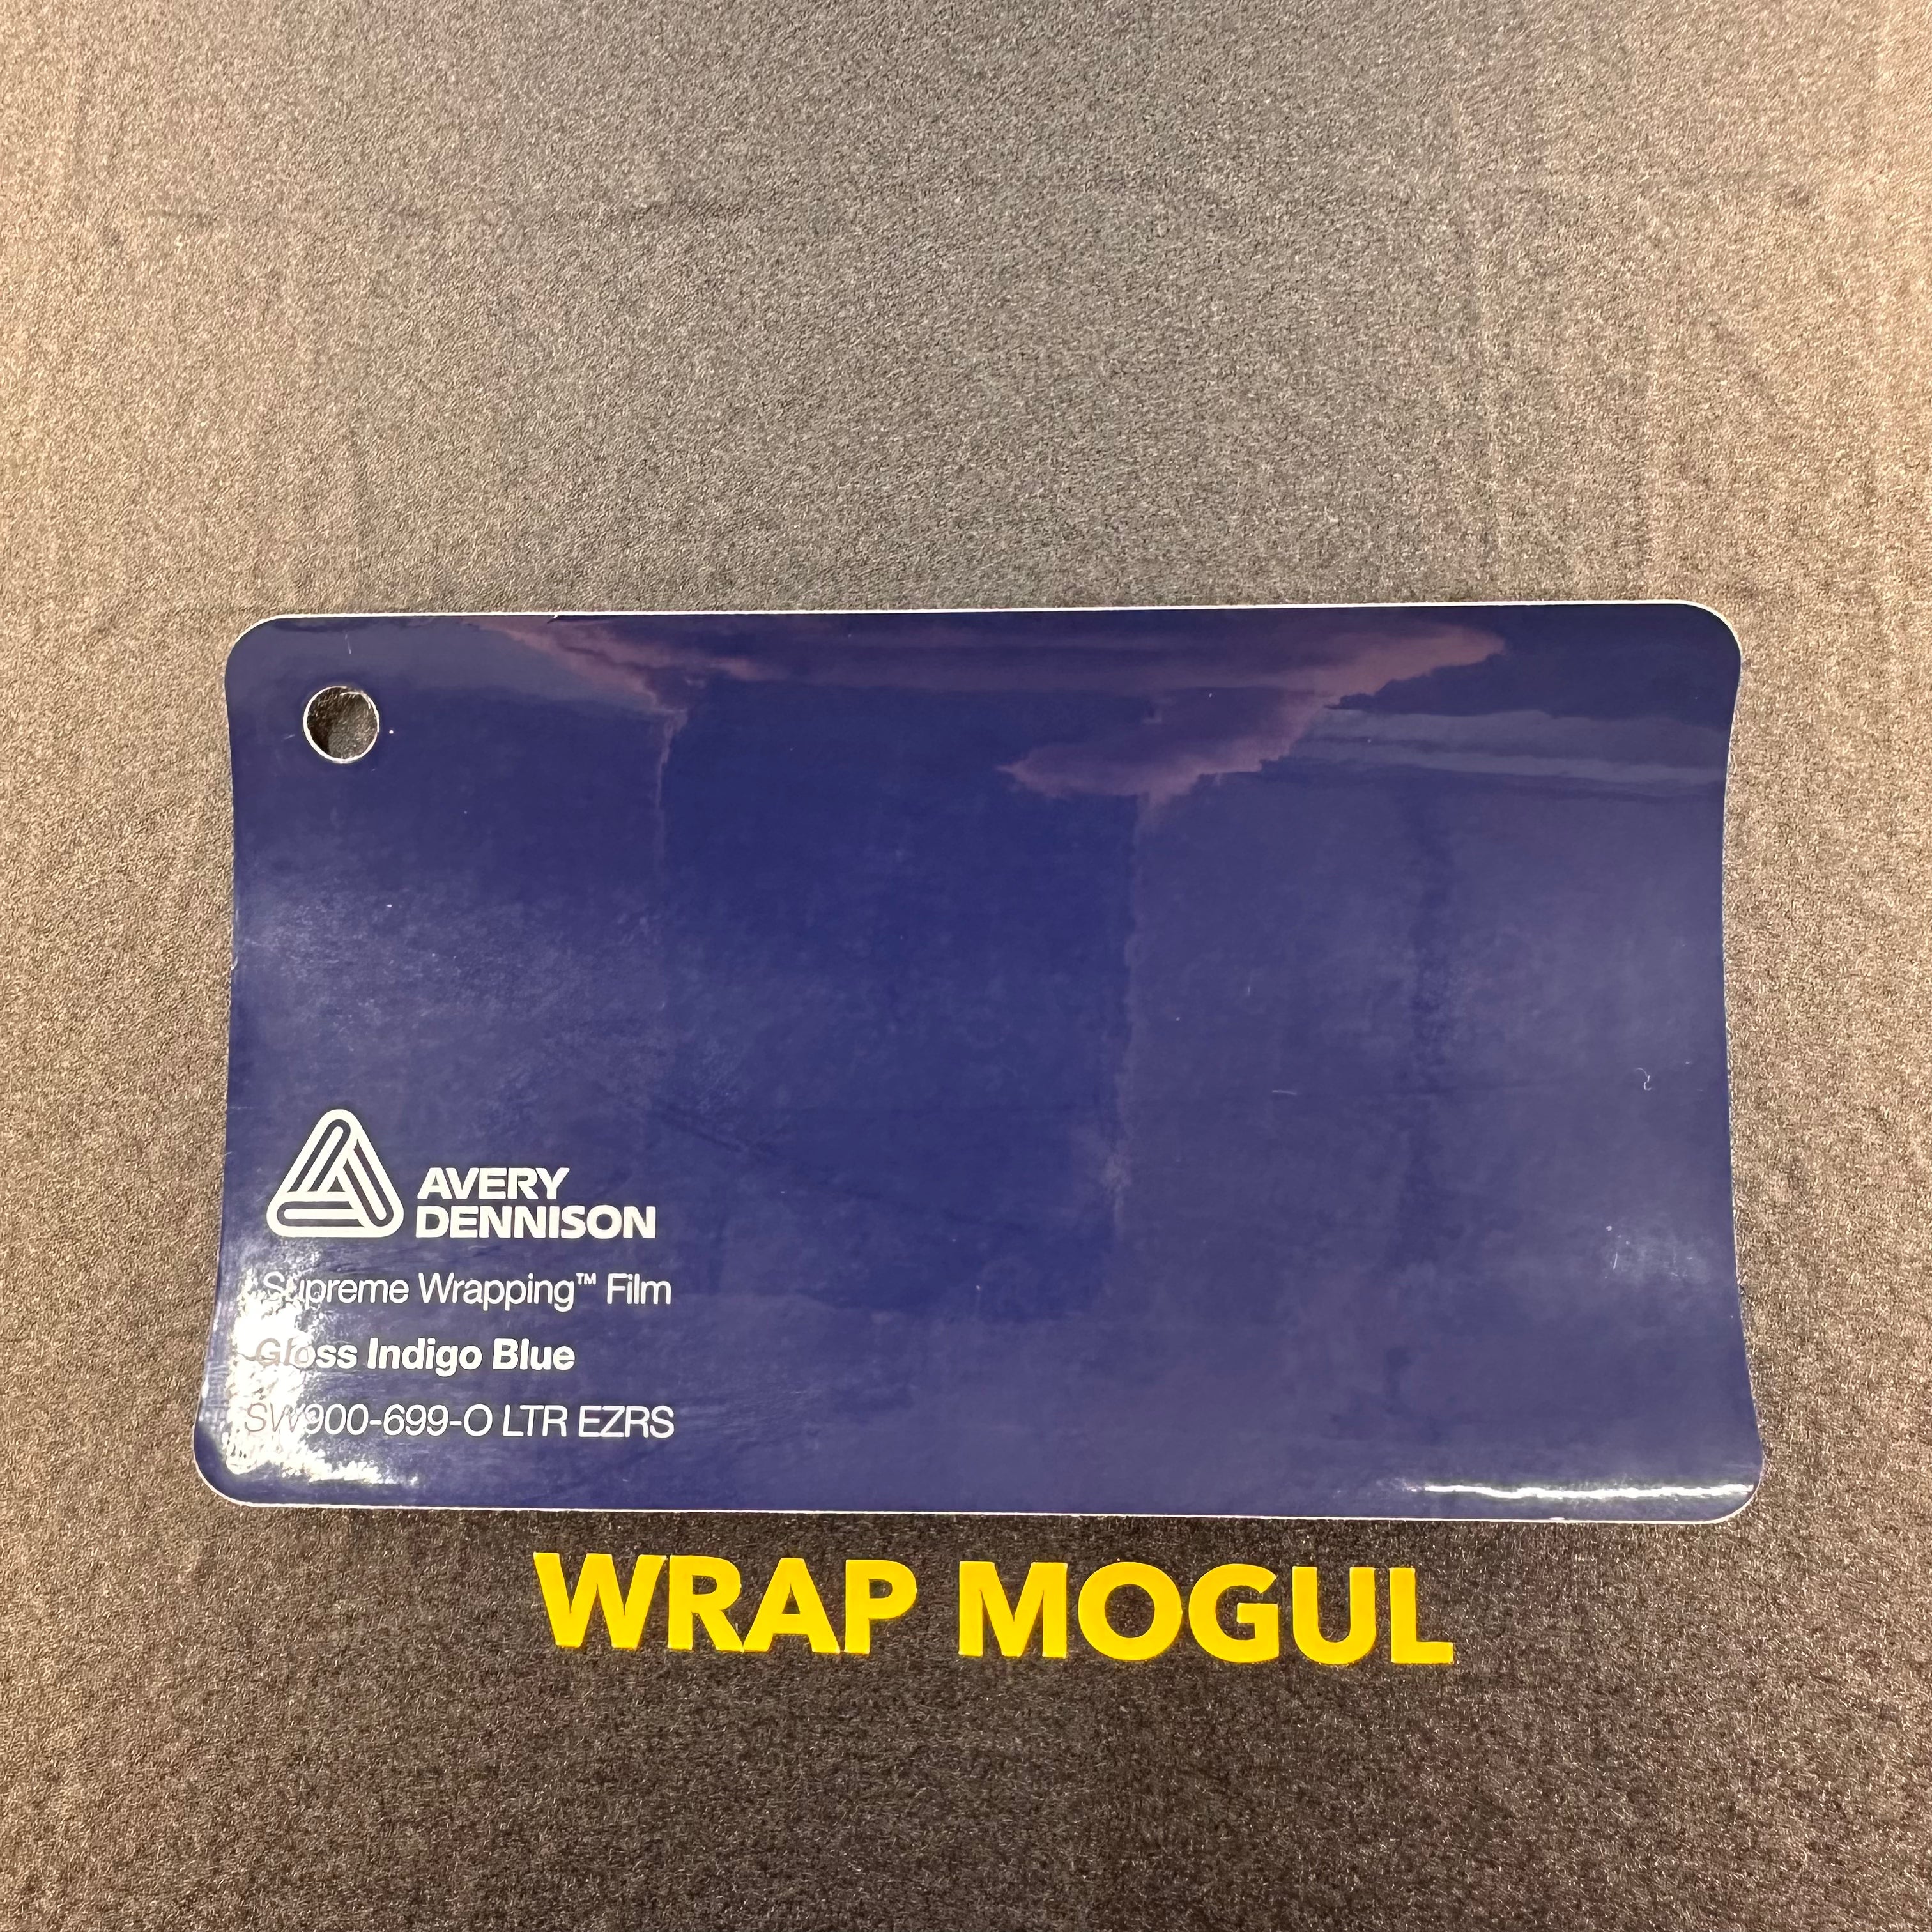 AVERY
DENNISON
Supreme Wrapping™ Film
Gloss Indigo Blue
SW900-699-O LTR EZRS
WRAP MOGUL